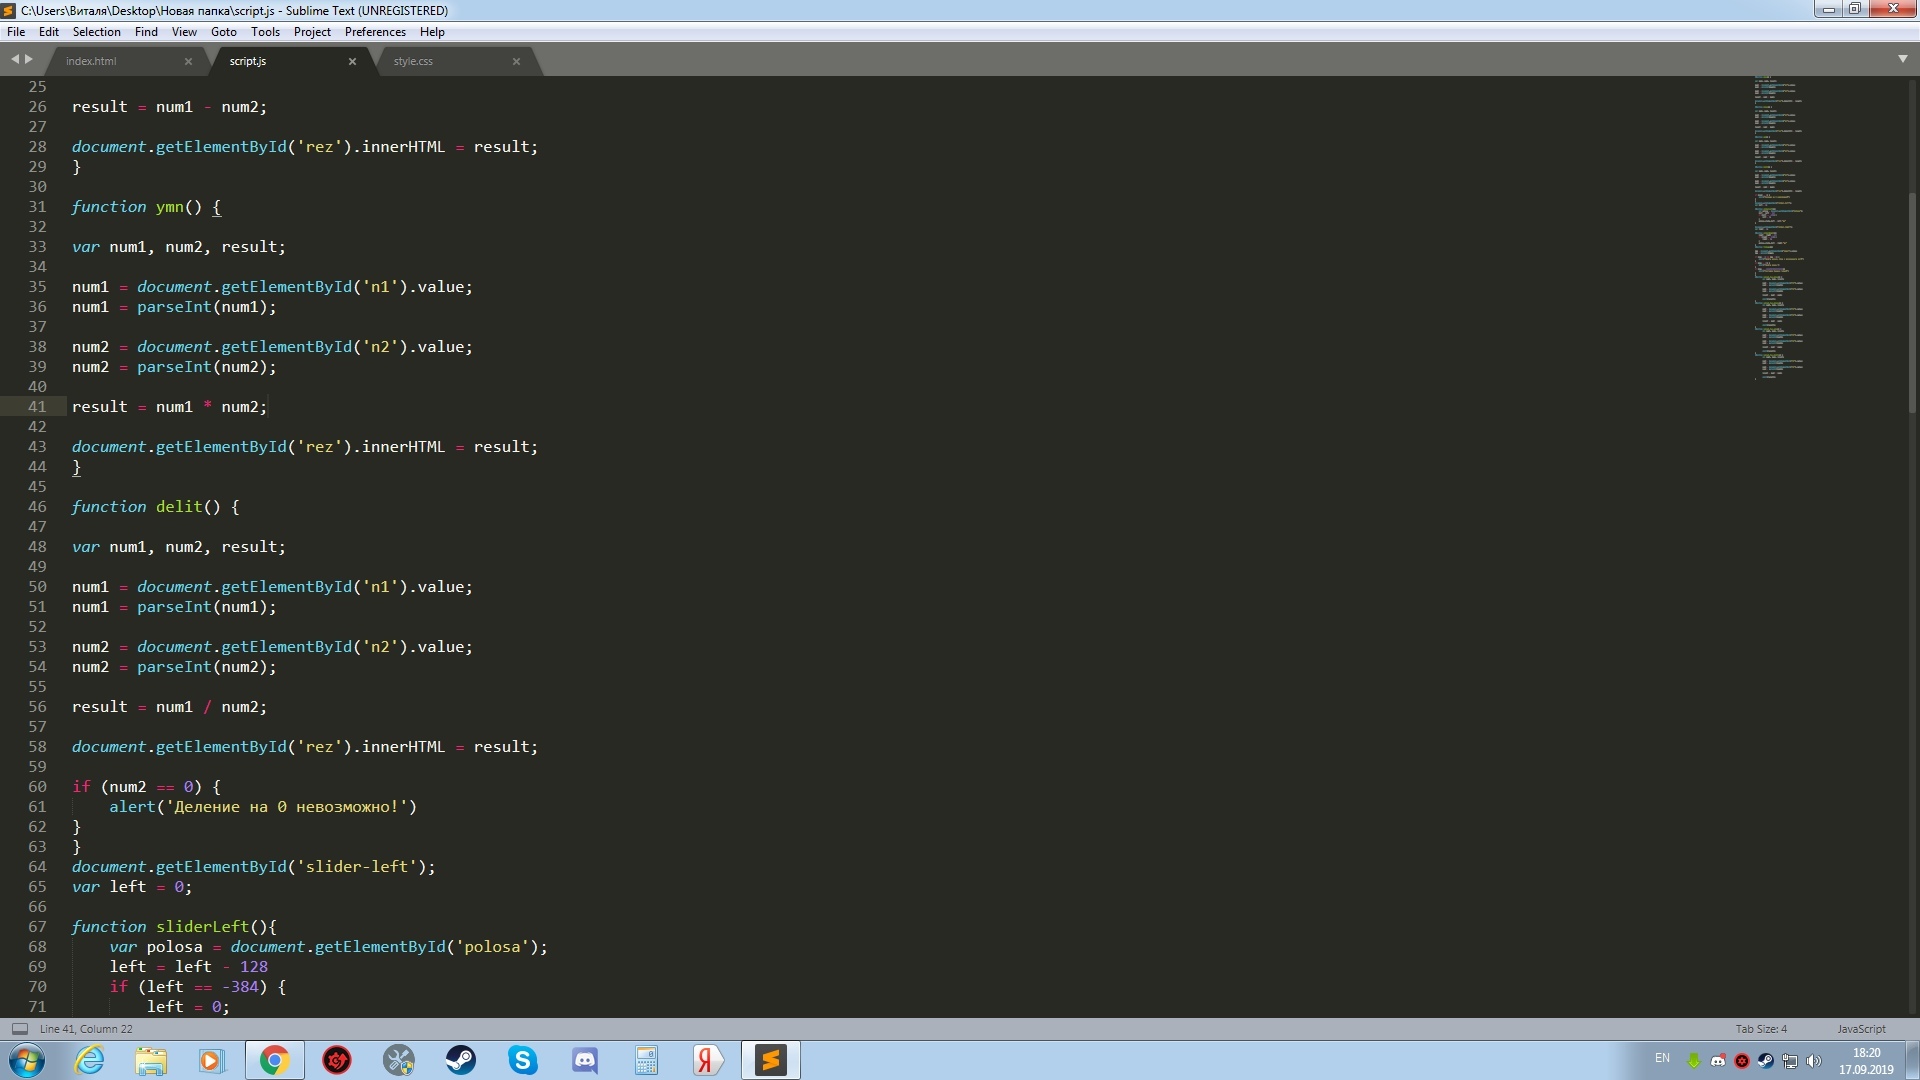 C:\Users\Виталя\Desktop\Новая папка\script.js - Sublime Text (UNREGISTERED)
File Edit Selection Find View Goto Tools Project Preferences Help
index.html script.js style.css
25
26 result = num1 - num2;
27
28 document.getElementById('rez').innerHTML = result;
29 }
30
31 function ymn() {
32
33 var num1, num2, result;
34
35 num1 = document.getElementById('n1').value;
36 num1 = parseInt(num1);
37
38 num2 = document.getElementById('n2').value;
39 num2 = parseInt(num2);
40
41 result = num1 * num2;
42
43 document.getElementById('rez').innerHTML = result;
44 }
45
46 function delit() {
47
48 var num1, num2, result;
49
50 num1 = document.getElementById('n1').value;
51 num1 = parseInt(num1);
52
53 num2 = document.getElementById('n2').value;
54 num2 = parseInt(num2);
55
56 result = num1 / num2;
57
58 document.getElementById('rez').innerHTML = result;
59
60 if (num2 == 0) {
61 alert('Деление на 0 невозможно!')
62 }
63 }
64 document.getElementById('slider-left');
65 var left = 0;
66
67 function sliderLeft(){
68 var polosa = document.getElementById('polosa');
69 left = left - 128
70 if (left == -384) {
71 left = 0;
Line 41, Column 22 Tab Size: 4 JavaScript
EN 18:20
17.09.2019